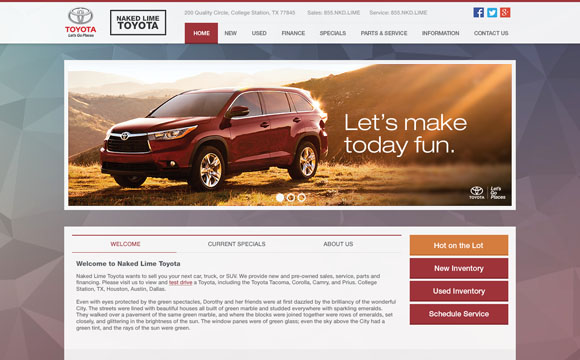 TOYOTA
Let's Go Places
NAKED LIME
TOYOTA
200 Quality Circle, College Station, TX 77845 Sales: 855.NKD.LIME Service: 855.NKD.LIME
HOME NEW USED FINANCE SPECIALS PARTS & SERVICE INFORMATION CONTACT US
Let's make
today fun.
TOYOTA
Let's
Go
Places
WELCOME CURRENT SPECIALS ABOUT US
Welcome to Naked Lime Toyota
Naked Lime Toyota wants to sell you your next car, truck, or SUV. We provide new and pre-owned sales, service, parts and
financing. Please visit us to view and test drive a Toyota, including the Toyota Tacoma, Corolla, Camry, and Prius. College
Station, TX, Houston, Austin, Dallas.
Even with eyes protected by the green spectacles, Dorothy and her friends were at first dazzled by the brilliancy of the wonderful
City. The streets were lined with beautiful houses all built of green marble and studded everywhere with sparkling emeralds.
They walked over a pavement of the same green marble, and where the blocks were joined together were rows of emeralds, set
closely, and glittering in the brightness of the sun. The window panes were of green glass; even the sky above the City had a
green tint, and the rays of the sun were green.
Hot on the Lot
New Inventory
Used Inventory
Schedule Service